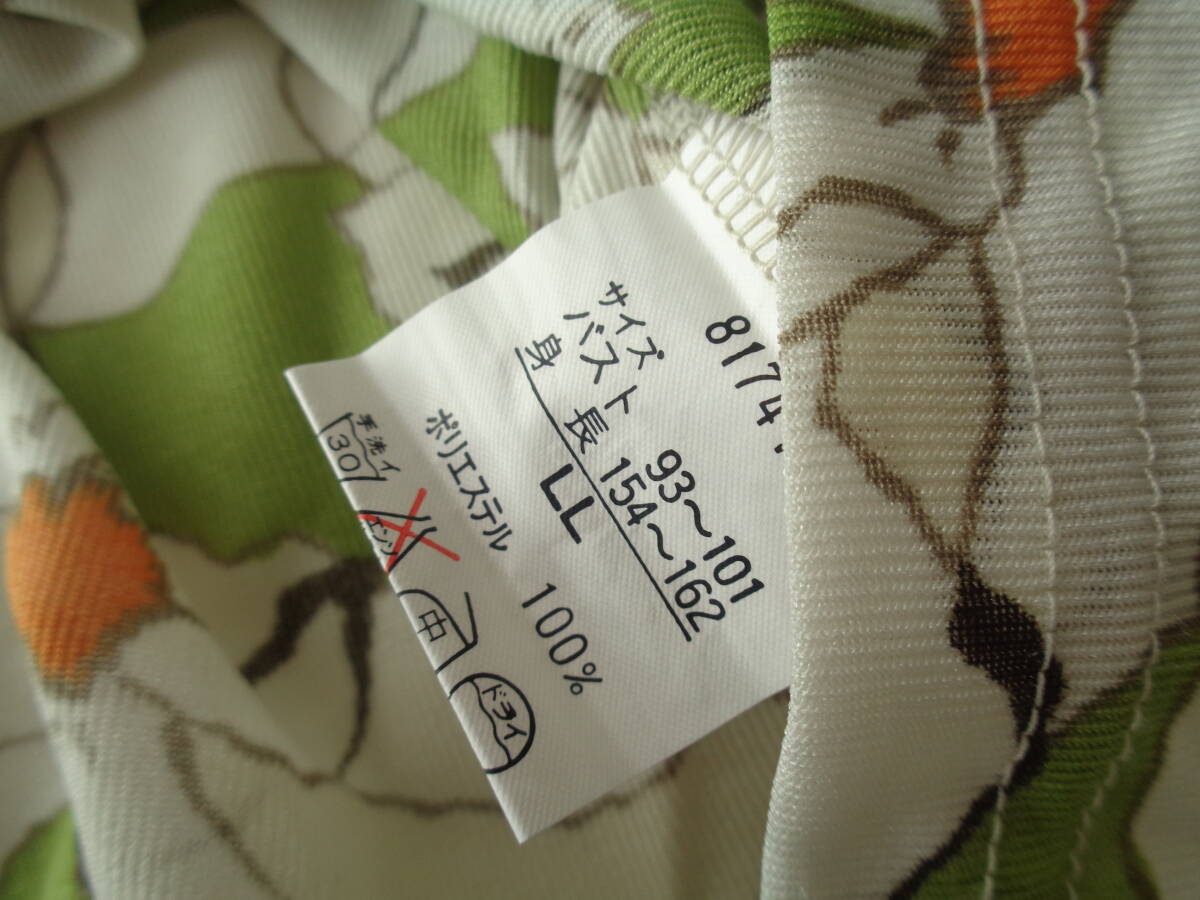 8174
サイズ
バスト 93～101
身長 154～162
LL
ポリエステル 100%
手洗イ
30
中
ドライ